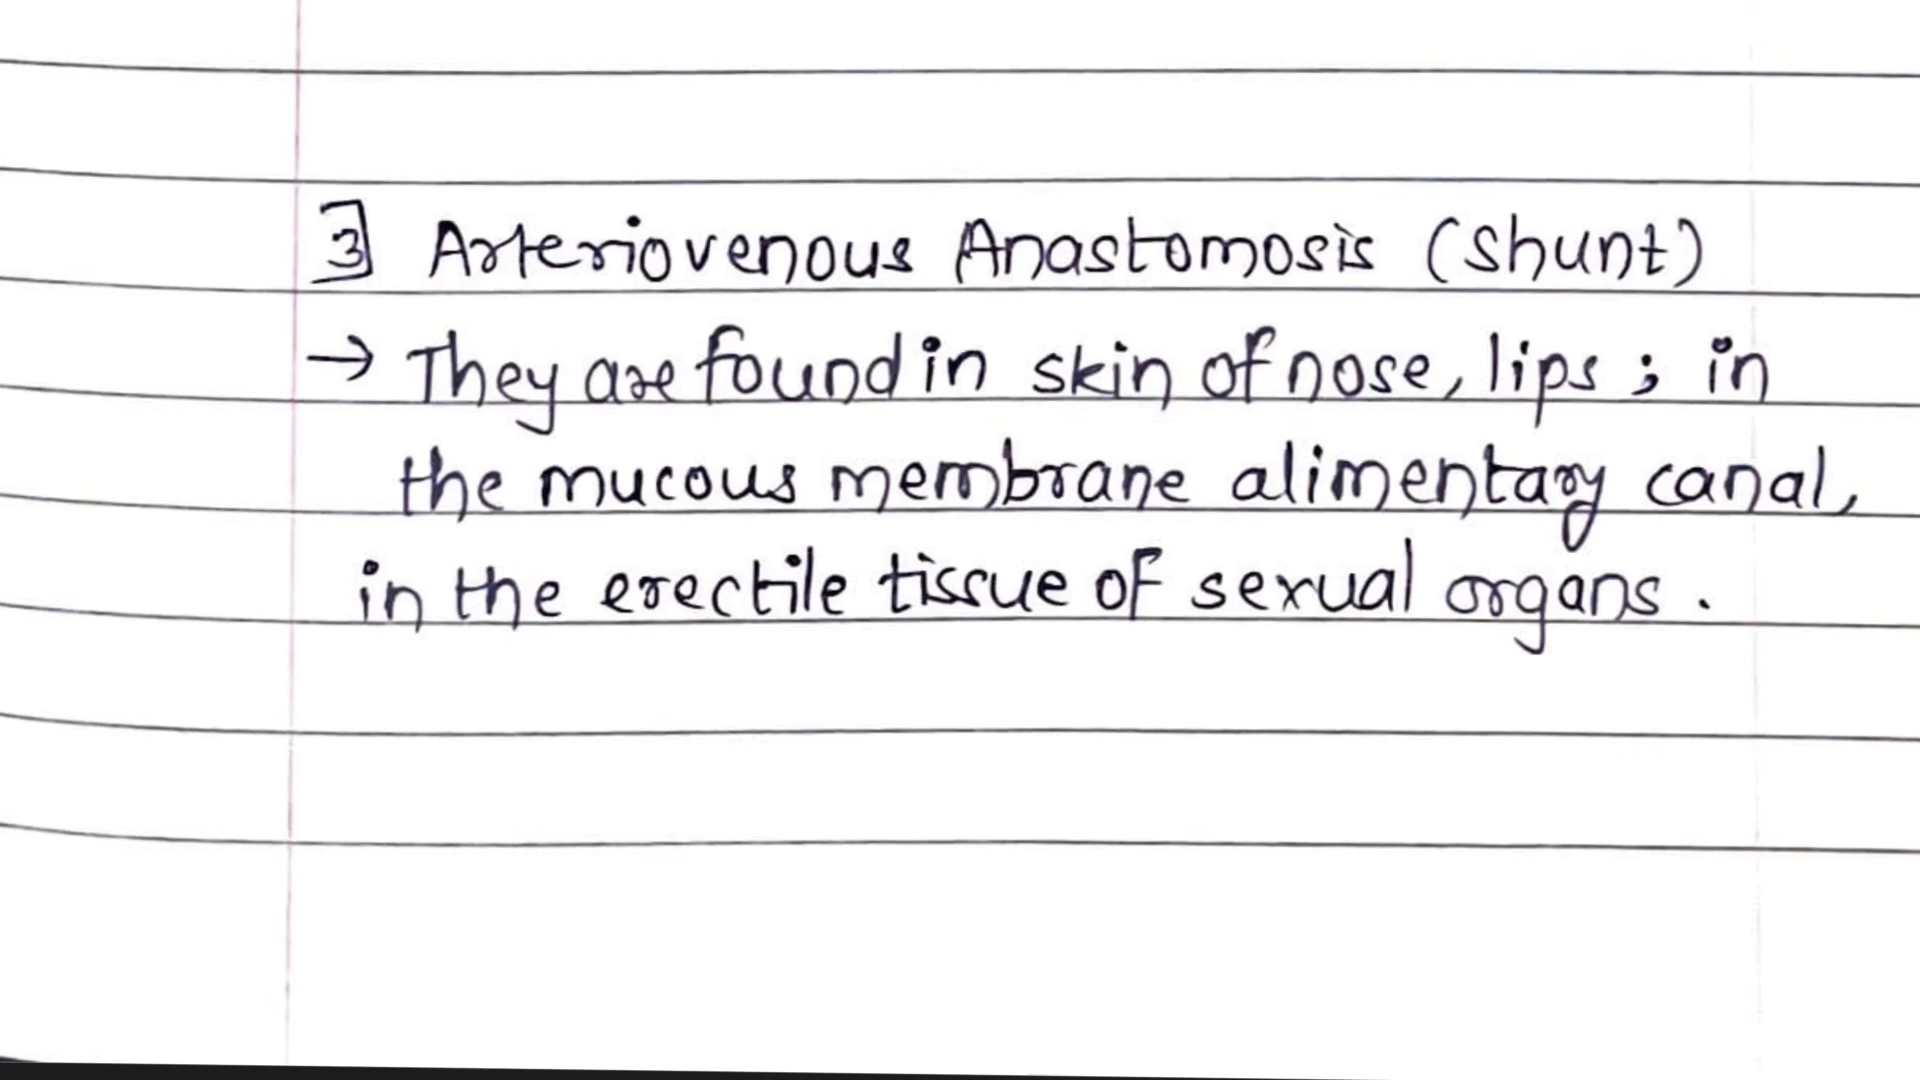 3] Arteriovenous Anastomosis (shunt)
→ They are found in skin of nose, lips ; in
the mucous membrane alimentary canal,
in the erectile tissue of sexual organs .